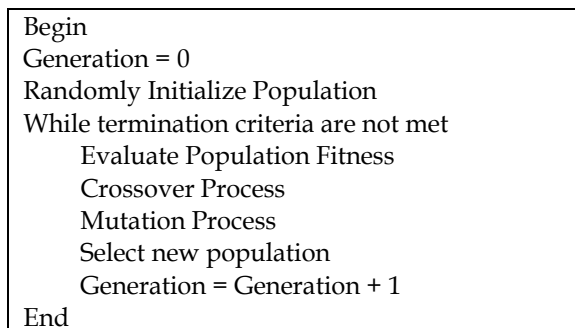 Begin
Generation = 0
Randomly Initialize Population
While termination criteria are not met
Evaluate Population Fitness
Crossover Process
Mutation Process
Select new population
Generation = Generation + 1
End